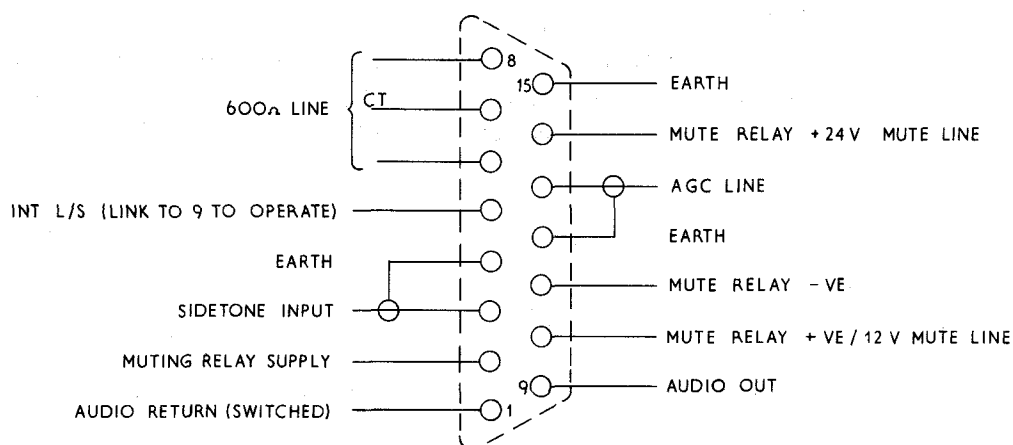 8
CT
600Ω LINE
INT L/S (LINK TO 9 TO OPERATE)
EARTH
SIDETONE INPUT
MUTING RELAY SUPPLY
AUDIO RETURN (SWITCHED)
1
15
EARTH
MUTE RELAY +24V MUTE LINE
AGC LINE
EARTH
MUTE RELAY -VE
MUTE RELAY +VE/12V MUTE LINE
9
AUDIO OUT